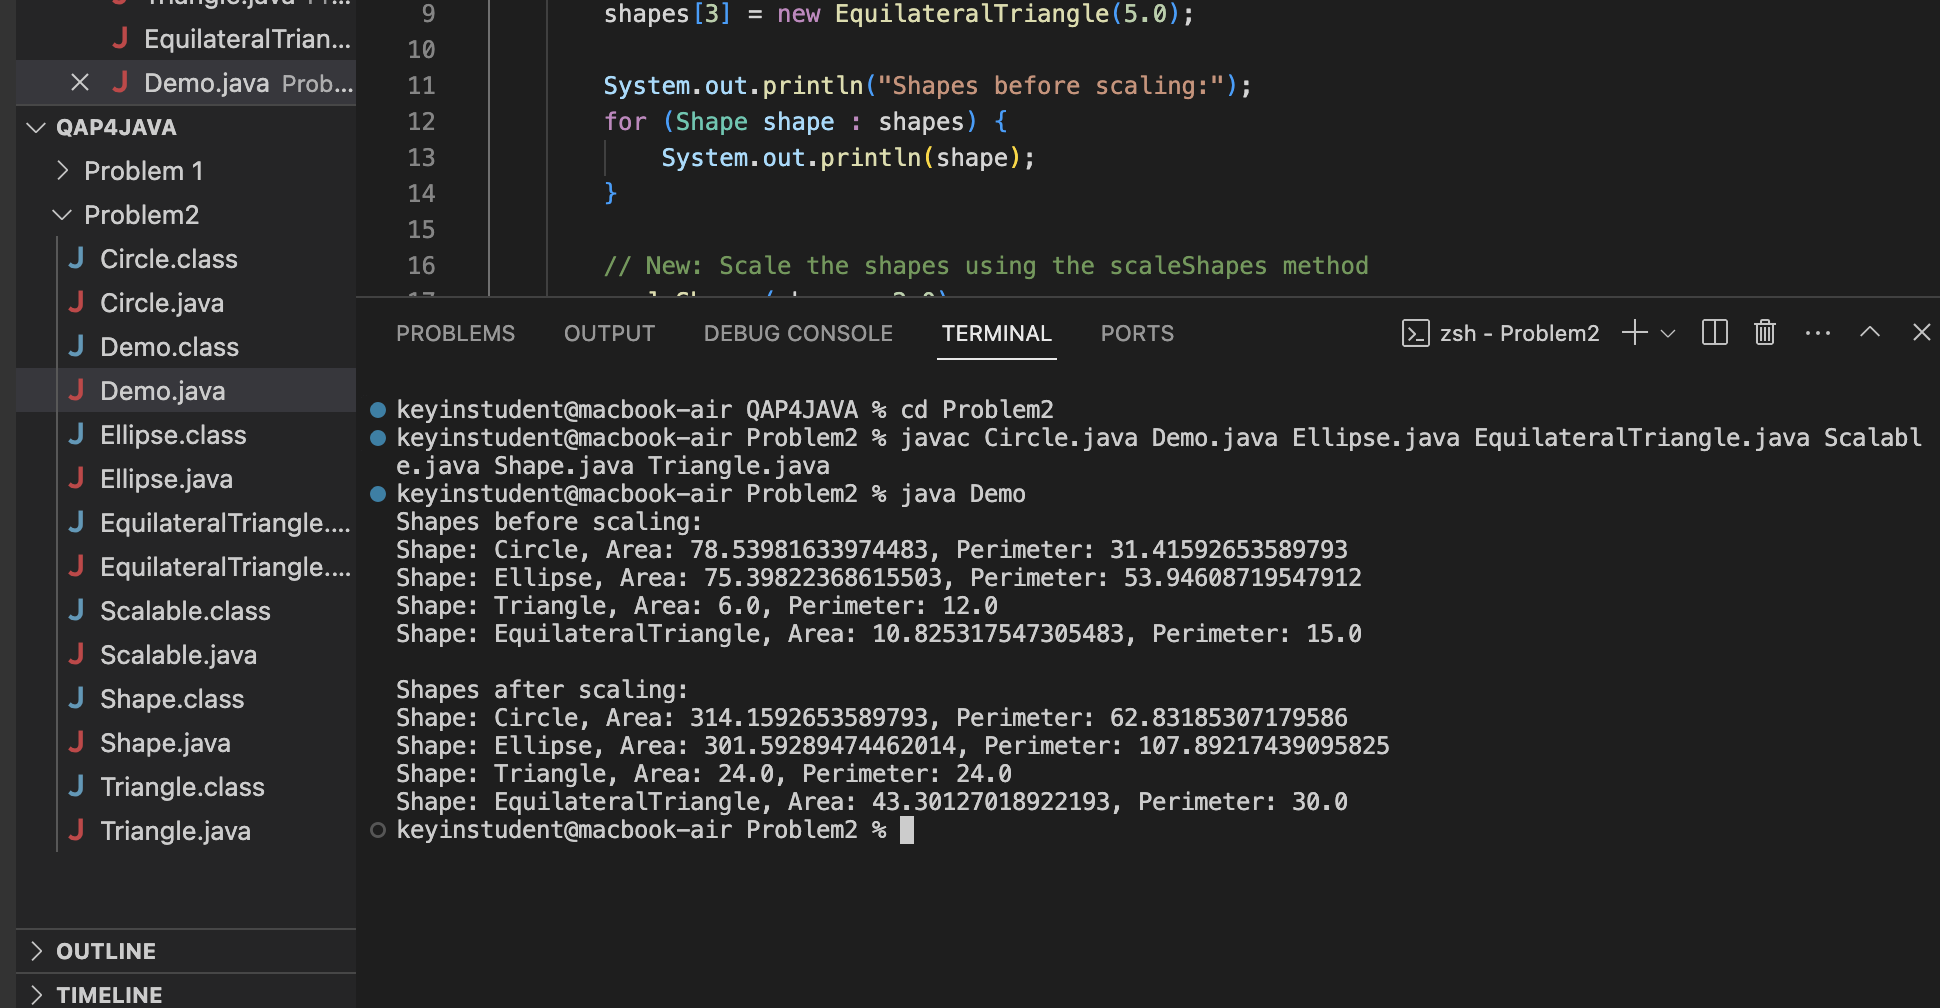 EquilateralTrian...
Demo.java Prob...
QAP4JAVA
Problem 1
Problem2
Circle.class
Circle.java
Demo.class
Demo.java
Ellipse.class
Ellipse.java
EquilateralTriangle....
EquilateralTriangle....
Scalable.class
Scalable.java
Shape.class
Shape.java
Triangle.class
Triangle.java
OUTLINE
TIMELINE
9 shapes[3] = new EquilateralTriangle(5.0);
10
11 System.out.println("Shapes before scaling:");
12 for (Shape shape : shapes) {
13 System.out.println(shape);
14 }
15
16 // New: Scale the shapes using the scaleShapes method
PROBLEMS OUTPUT DEBUG CONSOLE TERMINAL PORTS zsh - Problem2
keyinstudent@macbook-air QAP4JAVA % cd Problem2
keyinstudent@macbook-air Problem2 % javac Circle.java Demo.java Ellipse.java EquilateralTriangle.java Scalabl
e.java Shape.java Triangle.java
keyinstudent@macbook-air Problem2 % java Demo
Shapes before scaling:
Shape: Circle, Area: 78.53981633974483, Perimeter: 31.41592653589793
Shape: Ellipse, Area: 75.39822368615503, Perimeter: 53.94608719547912
Shape: Triangle, Area: 6.0, Perimeter: 12.0
Shape: EquilateralTriangle, Area: 10.825317547305483, Perimeter: 15.0
Shapes after scaling:
Shape: Circle, Area: 314.1592653589793, Perimeter: 62.83185307179586
Shape: Ellipse, Area: 301.59289474462014, Perimeter: 107.89217439095825
Shape: Triangle, Area: 24.0, Perimeter: 24.0
Shape: EquilateralTriangle, Area: 43.30127018922193, Perimeter: 30.0
keyinstudent@macbook-air Problem2 %